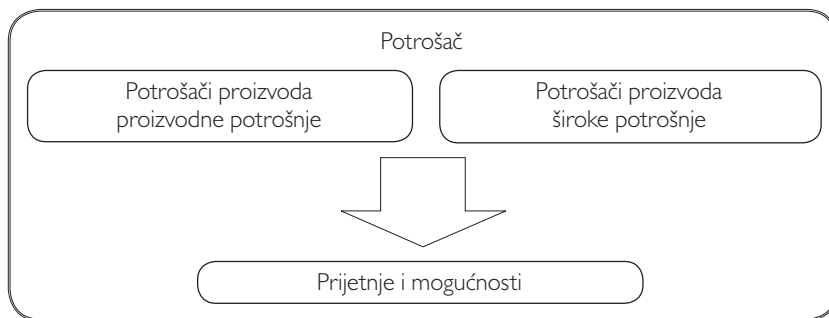 Potrošač
Potrošači proizvoda
proizvodne potrošnje
Potrošači proizvoda
široke potrošnje
Prijetnje i mogućnosti